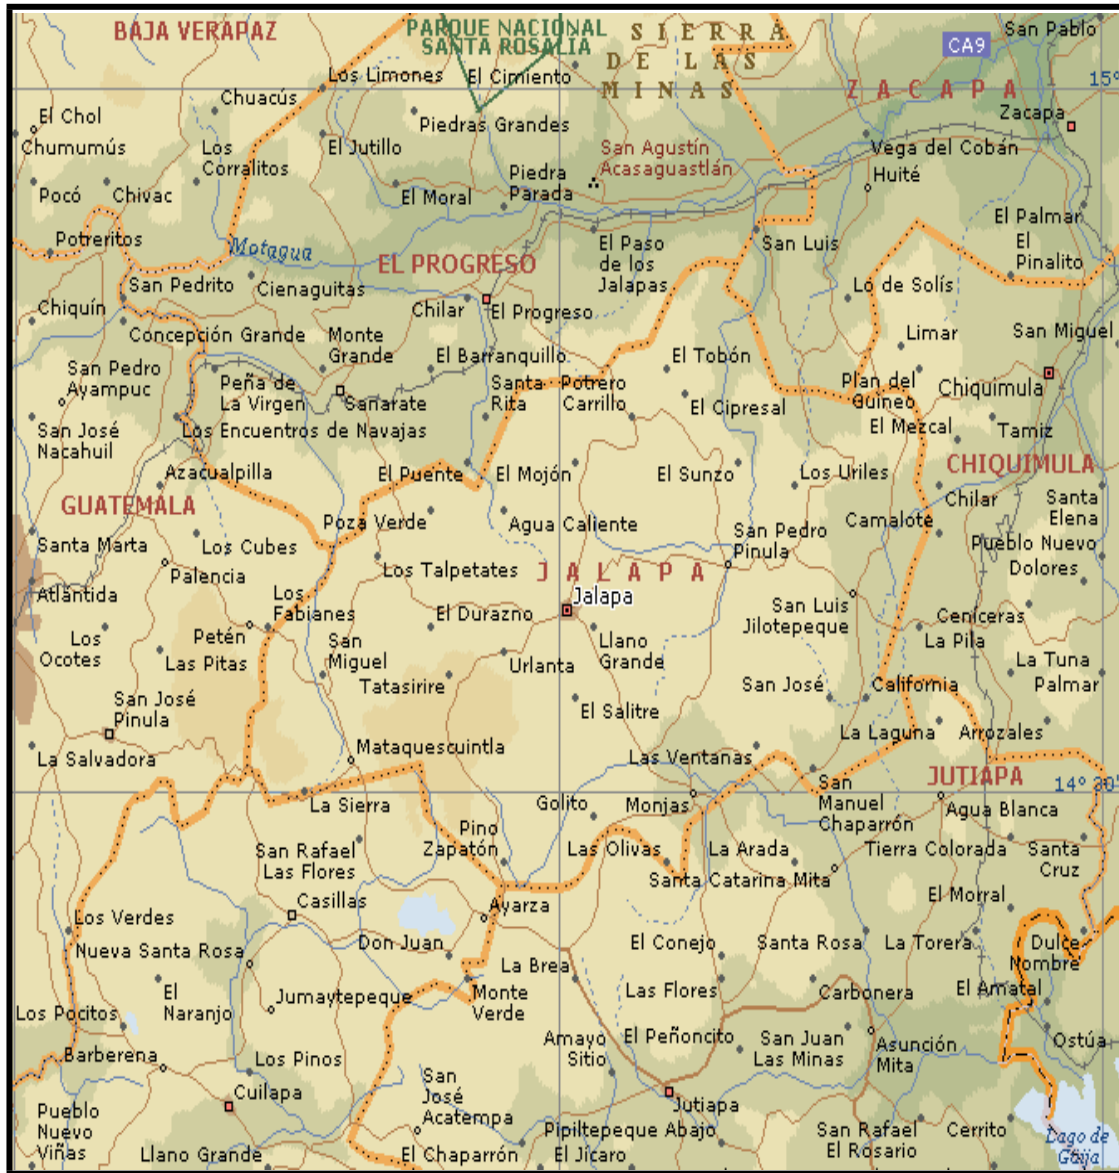 BAJA VERAPAZ
PARQUE NACIONAL
SANTA ROSALIA
SIERRA
DE LAS
MINAS
CA9
San Pablo
Los Limones
El Cimiento
ZACAPA
15°
Chuacús
El Chol
Piedras Grandes
Zacapa
Chumumús
Los
Corralitos
El Jutillo
San Agustín
Acasaguastlán
Vega del Cobán
Huité
Pocó
Chivac
El Moral
Piedra
Parada
El Palmar
Potreritos
Motagua
El Paso
de los
Jalapas
San Luis
El
Pinalito
EL PROGRESO
San Pedrito
Cienaguitas
Lo de Solís
Chiquín
Chilar
El Progreso
Concepción Grande
Monte
Grande
Limar
San Miguel
San Pedro
Ayampuc
El Barranquillo
El Tobón
Peña de
La Virgen
Sanarate
Santa
Rita
Potrero
Carrillo
El Cipresal
Plan del
Guineo
Chiquimula
San José
Nacahuil
Los Encuentros de Navajas
El Mezcal
Tamiz
Azacualpilla
El Puente
El Mojón
El Sunzo
Los Uriles
CHIQUIMULA
GUATEMALA
Chilar
Santa
Elena
Poza Verde
Agua Caliente
San Pedro
Pinula
Camalote
Santa Marta
Los Cubes
Pueblo Nuevo
Palencia
Los Talpetates
JALAPA
Dolores
Atlántida
Los
Fabianes
El Durazno
Jalapa
San Luis
Jilotepeque
Ceniceras
Los
Ocotes
Petén
Las Pitas
San
Miguel
Llano
Grande
La Pila
Urlanta
La Tuna
Tatasirire
San José
California
Palmar
San José
Pinula
El Salitre
La Laguna
Arrozales
La Salvadora
Mataquescuintla
Las Ventanas
JUTIAPA
14° 30'
La Sierra
Golito
Monjas
San
Manuel
Chaparrón
Agua Blanca
San Rafael
Las Flores
Pino
Zapatón
Las Olivas
La Arada
Tierra Colorada
Santa
Cruz
Santa Catarina Mita
Casillas
El Morral
Los Verdes
Ayarza
Nueva Santa Rosa
Don Juan
El Conejo
Santa Rosa
La Torera
Dulce
Nombre
La Brea
El
Naranjo
Jumaytepeque
Monte
Verde
Las Flores
Carbonera
El Amatal
Los Pocitos
Amayo
Sitio
El Peñoncito
San Juan
Las Minas
Asunción
Mita
Ostúa
Barberena
Los Pinos
Cuilapa
San
José
Acatempa
Jutiapa
Pueblo
Nuevo
Viñas
Pipiltepeque Abajo
San Rafael
El Rosario
Cerrito
Lago de
Güija
Llano Grande
El Chaparrón
El Jícaro